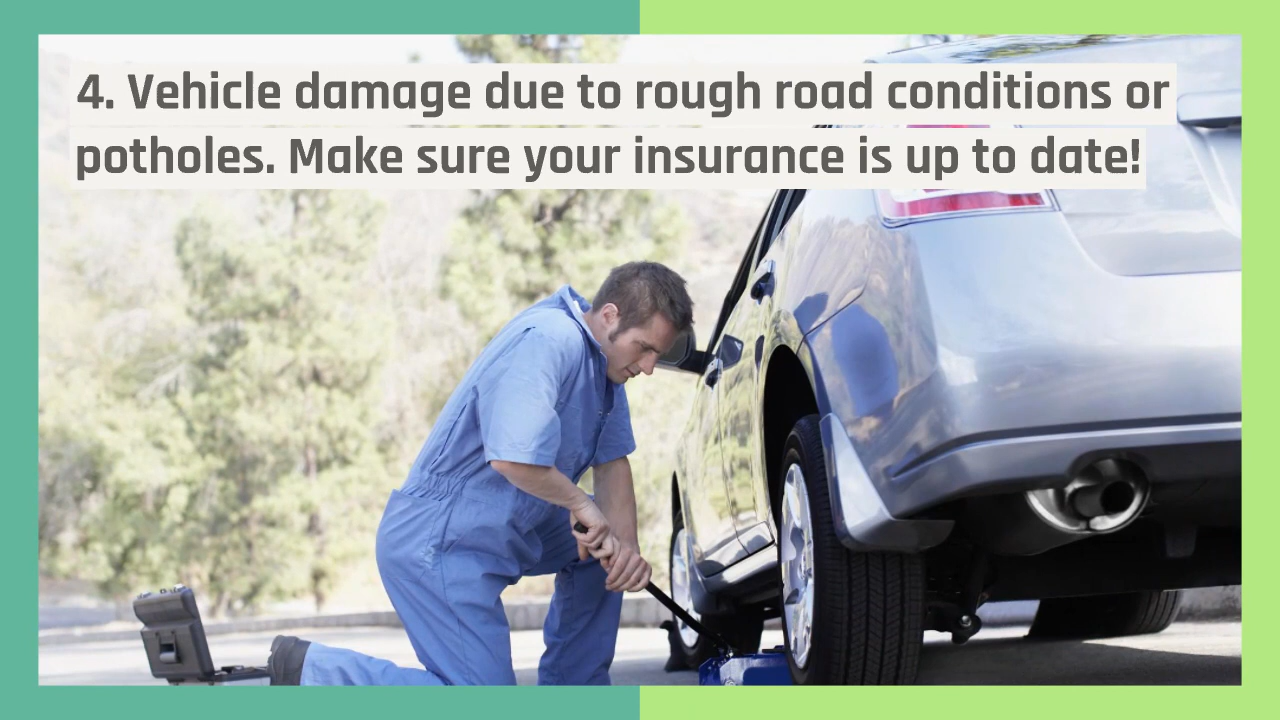 4. Vehicle damage due to rough road conditions or
potholes. Make sure your insurance is up to date!